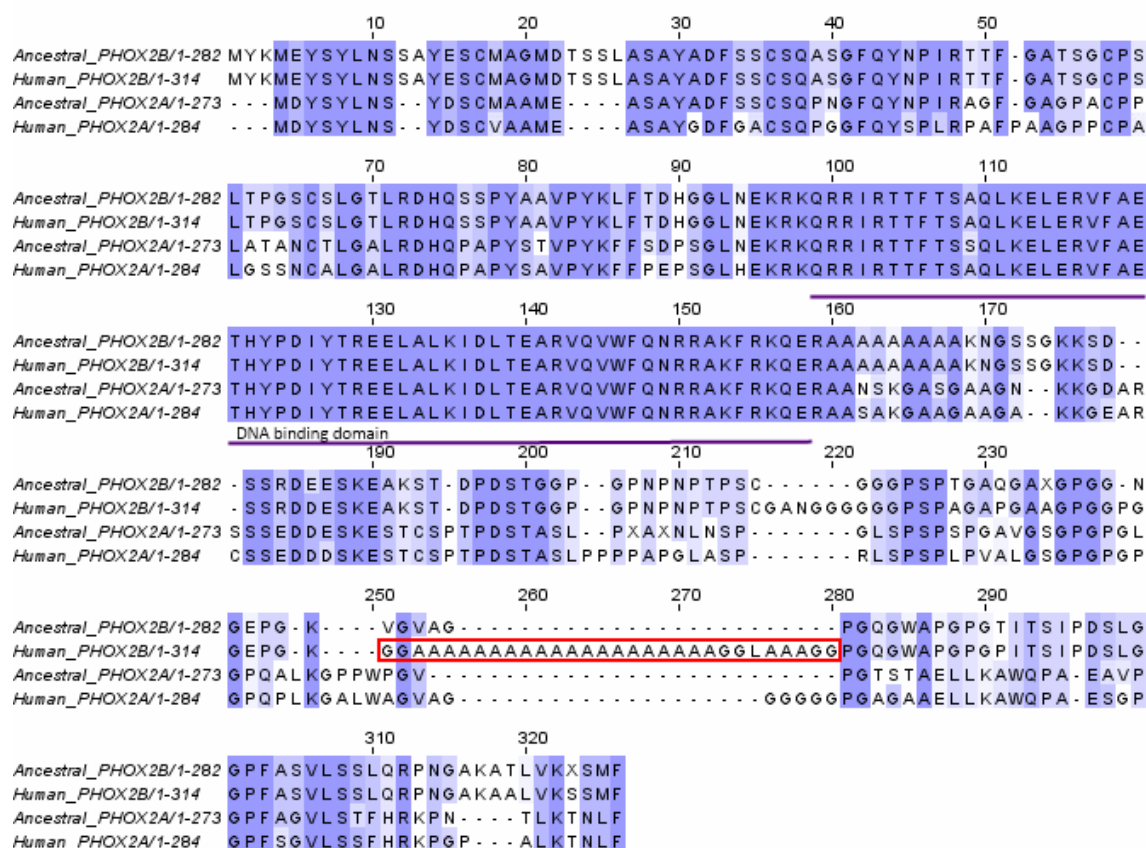 10 20 30 40 50
Ancestral_PHOX2B/1-282 MYKMEYSYLNSSAYESCMAGMDTSSLASAYADFSSCSQASGFQYNPIRTTF-GATSGCPS
Human_PHOX2B/1-314 MYKMEYSYLNSSAYESCMAGMDTSSLASAYADFSSCSQASGFQYNPIRTTF-GATSGCPS
Ancestral_PHOX2A/1-273 ---MDYSYLNS--YDSCMAAME----ASAYADFSSCSQPNGFQYNPIRAGF-GAGPACPP
Human_PHOX2A/1-284 ---MDYSYLNS--YDSCVAAME----ASAYGDFGACSQPGGFQYSPLRPAFPAAGPPCPA
70 80 90 100 110
Ancestral_PHOX2B/1-282 LTPGSCSLGTLRDHQSSPYAAVPYKLFTDHGGLNEKRKQRRIRTTFTSAQLKELERVFAE
Human_PHOX2B/1-314 LTPGSCSLGTLRDHQSSPYAAVPYKLFTDHGGLNEKRKQRRIRTTFTSAQLKELERVFAE
Ancestral_PHOX2A/1-273 LATANCTLGALRDHQPAPYSTVPYKFFSDPSGLNEKRKQRRIRTTFTSSQLKELERVFAE
Human_PHOX2A/1-284 LGSSNCALGALRDHQPAPYSAVPYKFFPEPSGLHEKRKQRRIRTTFTSAQLKELERVFAE
130 140 150 160 170
Ancestral_PHOX2B/1-282 THYPDIYTREELALKIDLTEARVQVWFQNRRAKFRKQERAAAAAAAAAKNGSSGKKSD--
Human_PHOX2B/1-314 THYPDIYTREELALKIDLTEARVQVWFQNRRAKFRKQERAAAAAAAAAKNGSSGKKSD--
Ancestral_PHOX2A/1-273 THYPDIYTREELALKIDLTEARVQVWFQNRRAKFRKQERAANSKGASGAAGN--KKGDAR
Human_PHOX2A/1-284 THYPDIYTREELALKIDLTEARVQVWFQNRRAKFRKQERAASAKGAAGAAGA--KKGEAR
DNA binding domain
190 200 210 220 230
Ancestral_PHOX2B/1-282 -SSRDEESKEAKST-DPDSTGGP--GPNPNPTPSC------GGGPSPTGAQGAXGPGG-N
Human_PHOX2B/1-314 -SSRDDESKEAKST-DPDSTGGP--GPNPNPTPSCGANGGGGGGPSPAGAPGAAGPGGPG
Ancestral_PHOX2A/1-273 SSSEDDDSKESTCSPTPDSTASL--PXAXNLNSP-------GLSPSPSPGAVGSGPGPGL
Human_PHOX2A/1-284 CSSEDDDSKESTCSPTPDSTASLPPPPAPGLASP-------RLSPSPLPVALGSGPGPGP
250 260 270 280 290
Ancestral_PHOX2B/1-282 GEPG-K----VGVAG-------------------------PGQGWAPGPGTITSIPDSLG
Human_PHOX2B/1-314 GEPG-K----GGAAAAAAAAAAAAAAAAAAAAGGLAAAGGPGQGWAPGPGPITSIPDSLG
Ancestral_PHOX2A/1-273 GPQALKGPPWPGV---------------------------PGTSTAELLKAWQPA-EAVP
Human_PHOX2A/1-284 GPQPLKGALWAGVAG--------------------GGGGGPGAGAAELLKAWQPA-ESGP
310 320
Ancestral_PHOX2B/1-282 GPFASVLSSLQRPNGAKATLVKXSMF
Human_PHOX2B/1-314 GPFASVLSSLQRPNGAKAALVKSSMF
Ancestral_PHOX2A/1-273 GPFAGVLSTFHRKPN----TLKTNLF
Human_PHOX2A/1-284 GPFSGVLSSFHRKPGP---ALKTNLF